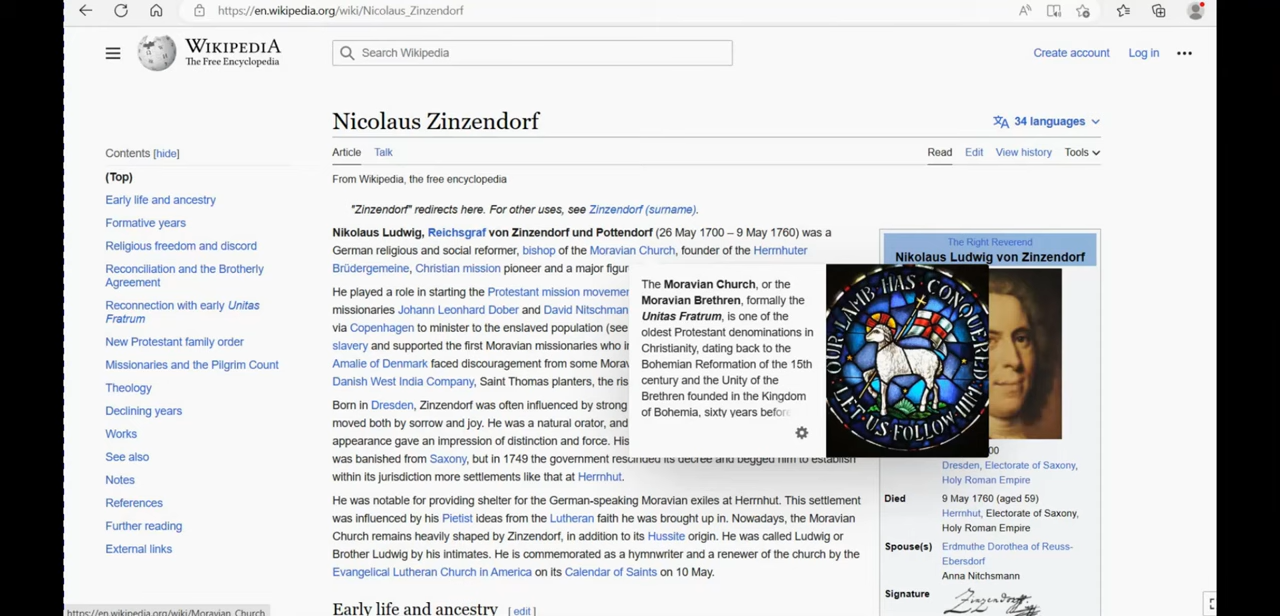 https://en.wikipedia.org/wiki/Nicolaus_Zinzendorf
WIKIPEDIA
The Free Encyclopedia
Search Wikipedia
Create account
Log in
Nicolaus Zinzendorf
34 languages
Article
Talk
Read
Edit
View history
Tools
Contents [hide]
(Top)
Early life and ancestry
Formative years
Religious freedom and discord
Reconciliation and the Brotherly
Agreement
Reconnection with early Unitas
Fratrum
New Protestant family order
Missionaries and the Pilgrim Count
Theology
Declining years
Works
See also
Notes
References
Further reading
External links
From Wikipedia, the free encyclopedia
"Zinzendorf" redirects here. For other uses, see Zinzendorf (surname).
Nikolaus Ludwig, Reichsgraf von Zinzendorf und Pottendorf (26 May 1700 – 9 May 1760) was a
German religious and social reformer, bishop of the Moravian Church, founder of the Herrnhuter
Brüdergemeine, Christian mission pioneer and a major figur
He played a role in starting the Protestant mission movemen
missionaries Johann Leonhard Dober and David Nitschman
via Copenhagen to minister to the enslaved population (see
slavery and supported the first Moravian missionaries who i
Amalie of Denmark faced discouragement from some Morav
Danish West India Company, Saint Thomas planters, the ris
Born in Dresden, Zinzendorf was often influenced by strong
moved both by sorrow and joy. He was a natural orator, and
appearance gave an impression of distinction and force. His
was banished from Saxony, but in 1749 the government rescinded its decree and begged him to establish
within its jurisdiction more settlements like that at Herrnhut.
He was notable for providing shelter for the German-speaking Moravian exiles at Herrnhut. This settlement
was influenced by his Pietist ideas from the Lutheran faith he was brought up in. Nowadays, the Moravian
Church remains heavily shaped by Zinzendorf, in addition to its Hussite origin. He was called Ludwig or
Brother Ludwig by his intimates. He is commemorated as a hymnwriter and a renewer of the church by the
Evangelical Lutheran Church in America on its Calendar of Saints on 10 May.
Early life and ancestry [ edit ]
The Moravian Church, or the
Moravian Brethren, formally the
Unitas Fratrum, is one of the
oldest Protestant denominations in
Christianity, dating back to the
Bohemian Reformation of the 15th
century and the Unity of the
Brethren founded in the Kingdom
of Bohemia, sixty years before
OUR LAMB HAS CONQUERED
LET US FOLLOW HIM
The Right Reverend
Nikolaus Ludwig von Zinzendorf
00
Dresden, Electorate of Saxony,
Holy Roman Empire
Died 9 May 1760 (aged 59)
Herrnhut, Electorate of Saxony,
Holy Roman Empire
Spouse(s) Erdmuthe Dorothea of Reuss-
Ebersdorf
Anna Nitschmann
Signature Zinzendorf
https://en.wikipedia.org/wiki/Moravian_Church